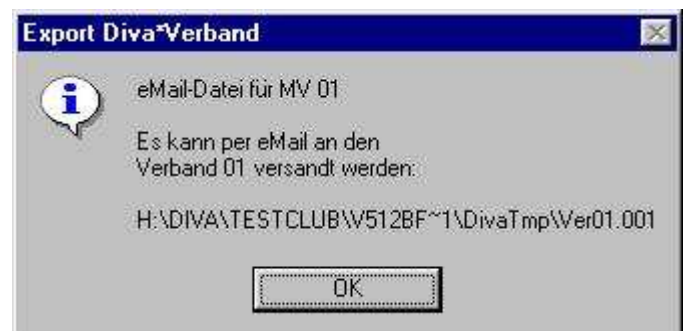 Export Diva*Verband
eMail-Datei für MV 01
Es kann per eMail an den
Verband 01 versandt werden:
H:\DIVA\TESTCLUB\V512BF~1\DivaTmp\Ver01.001
OK